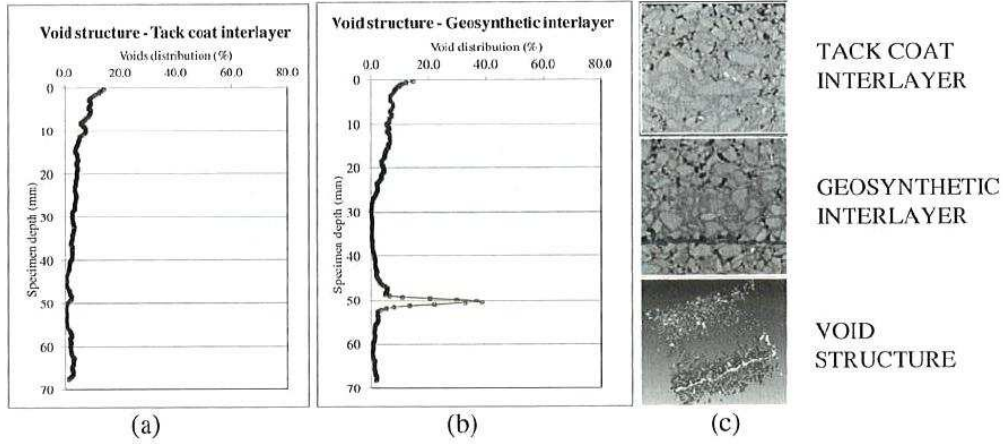 Void structure - Tack coat interlayer
Voids distribution (%)
0.0 20.0 40.0 60.0 80.0
0
10
20
30
40
50
60
70
Specimen depth (mm)
(a)
Void structure - Geosynthetic interlayer
Void distribution (%)
0.0 20.0 40.0 60.0 80.0
0
10
20
30
40
50
60
70
Specimen depth (mm)
(b)
TACK COAT
INTERLAYER
GEOSYNTHETIC
INTERLAYER
VOID
STRUCTURE
(c)